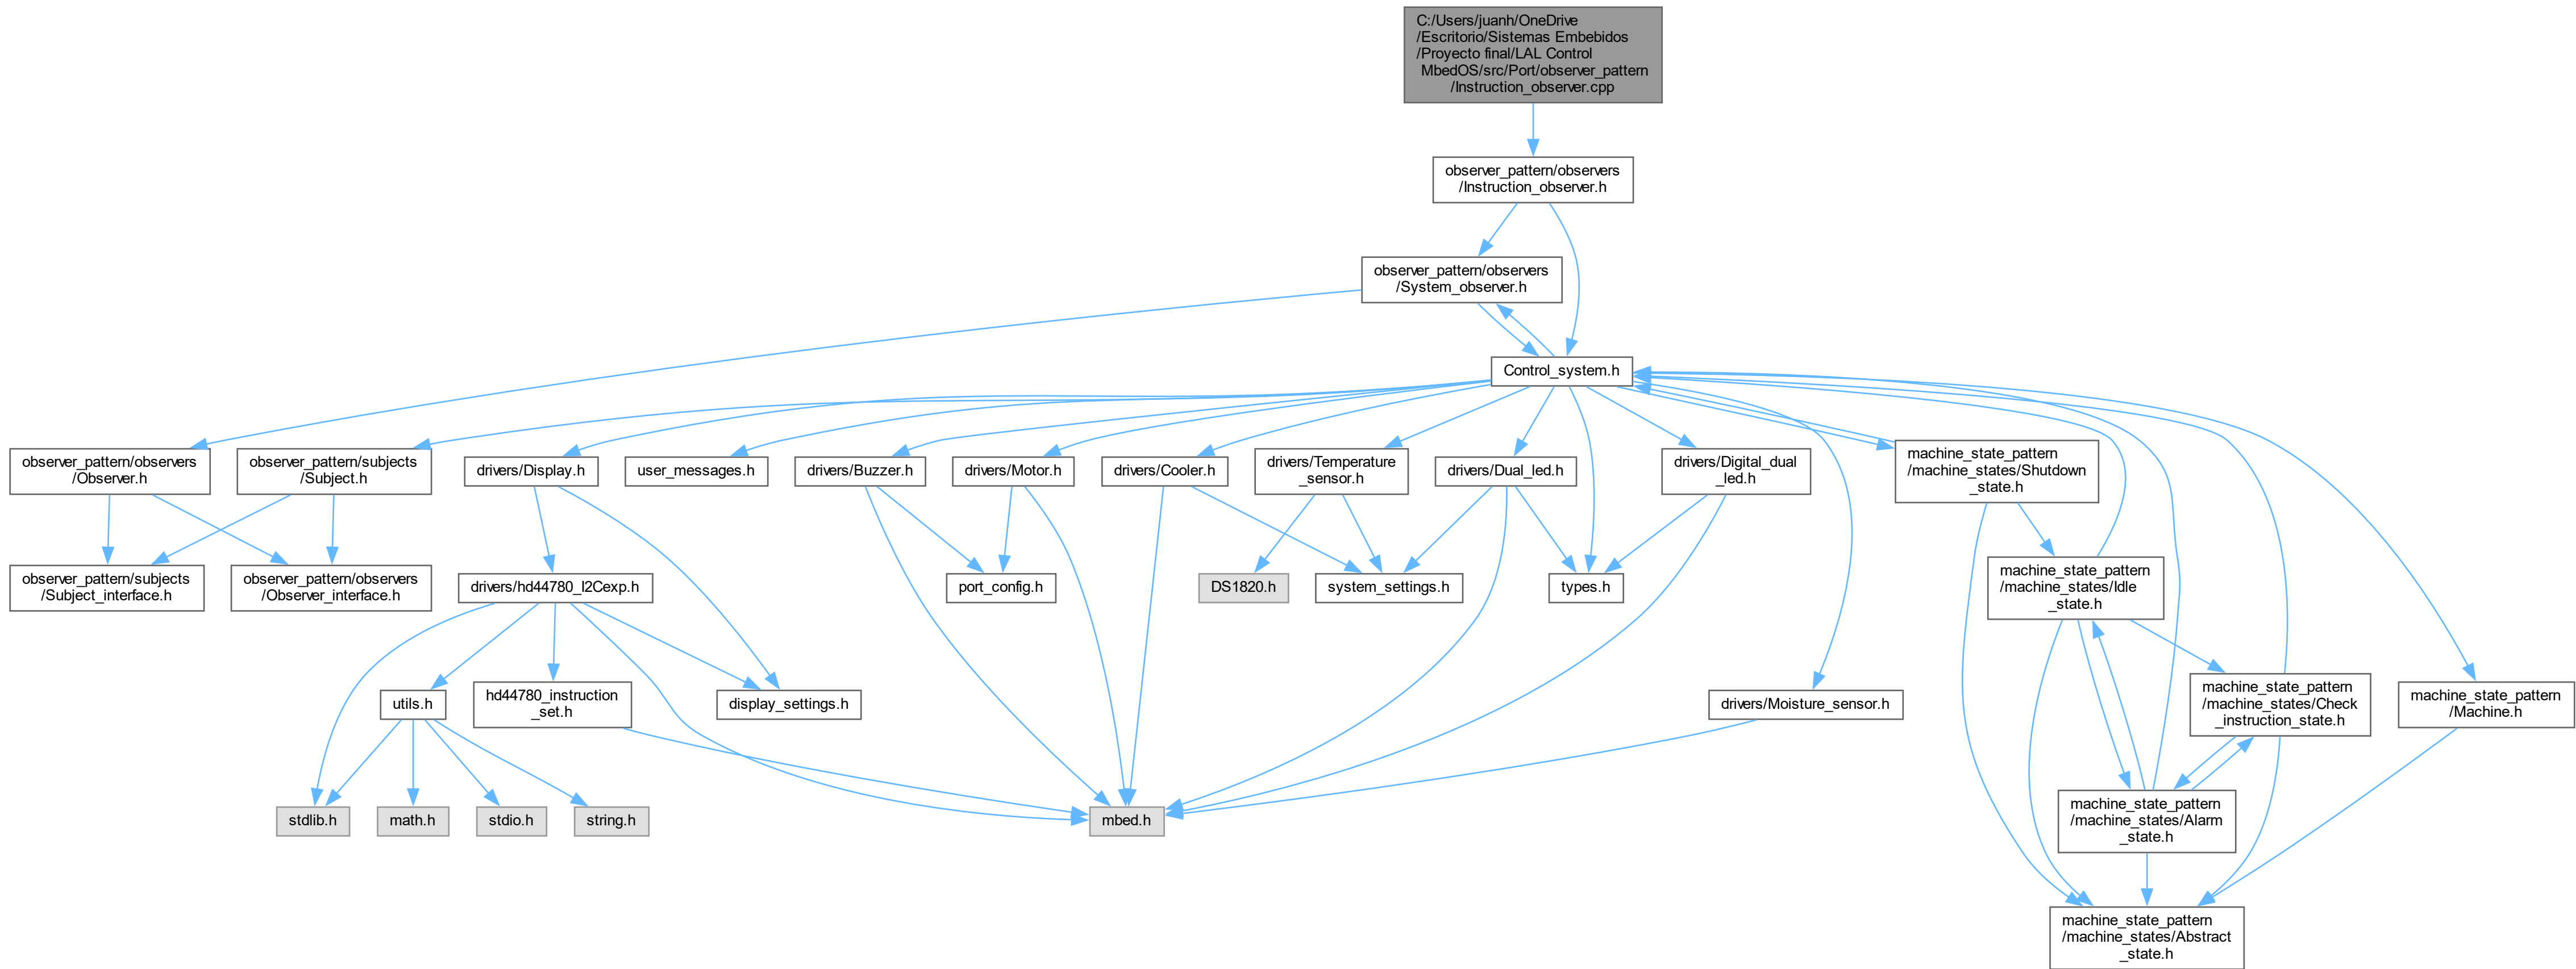 C:/Users/juanh/OneDrive
/Escritorio/Sistemas Embebidos
/Proyecto final/LAL Control
MbedOS/src/Port/observer_pattern
/Instruction_observer.cpp
observer_pattern/observers
/Instruction_observer.h
observer_pattern/observers
/System_observer.h
Control_system.h
observer_pattern/observers
/Observer.h
observer_pattern/subjects
/Subject.h
drivers/Display.h
user_messages.h
drivers/Buzzer.h
drivers/Motor.h
drivers/Cooler.h
drivers/Temperature
_sensor.h
drivers/Dual_led.h
drivers/Digital_dual
_led.h
machine_state_pattern
/machine_states/Shutdown
_state.h
observer_pattern/subjects
/Subject_interface.h
observer_pattern/observers
/Observer_interface.h
drivers/hd44780_I2Cexp.h
port_config.h
DS1820.h
system_settings.h
types.h
machine_state_pattern
/machine_states/Idle
_state.h
utils.h
hd44780_instruction
_set.h
display_settings.h
drivers/Moisture_sensor.h
machine_state_pattern
/machine_states/Check
_instruction_state.h
machine_state_pattern
/Machine.h
stdlib.h
math.h
stdio.h
string.h
mbed.h
machine_state_pattern
/machine_states/Alarm
_state.h
machine_state_pattern
/machine_states/Abstract
_state.h